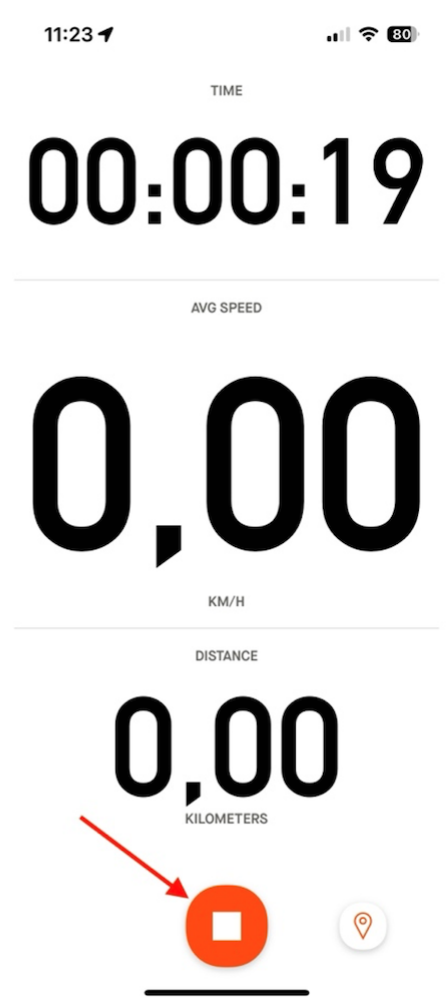 11:23
80
TIME
00:00:19
AVG SPEED
0,00
KM/H
DISTANCE
0,00
KILOMETERS